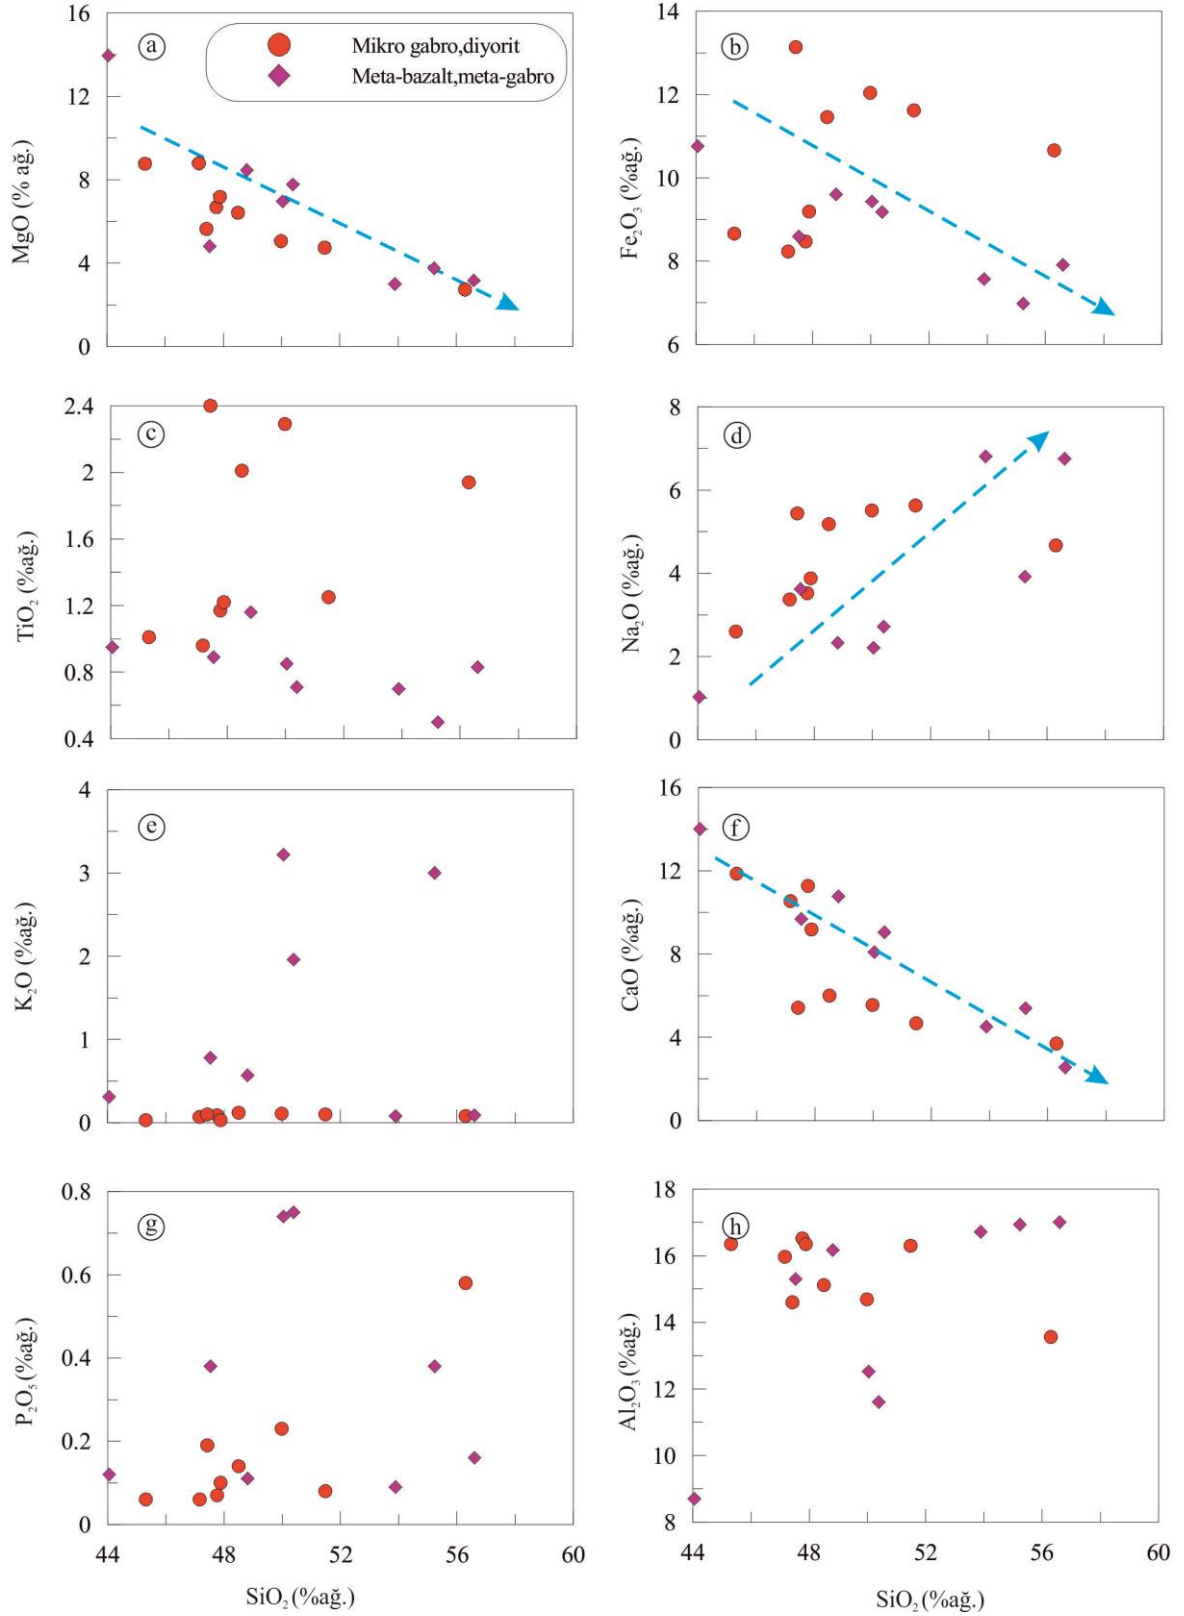 16
12
8
4
0
MgO (% ağ.)
a
Mikro gabro,diyorit
Meta-bazalt,meta-gabro
14
12
10
8
6
Fe₂O₃ (%ağ.)
b
2.4
2
1.6
1.2
0.8
0.4
TiO₂ (%ağ.)
c
8
6
4
2
0
Na₂O (%ağ.)
d
4
3
2
1
0
K₂O (%ağ.)
e
16
12
8
4
0
CaO (%ağ.)
f
0.8
0.6
0.4
0.2
0
P₂O₅ (%ağ.)
g
44 48 52 56 60
SiO₂ (%ağ.)
18
16
14
12
10
8
Al₂O₃ (%ağ.)
h
44 48 52 56 60
SiO₂ (%ağ.)